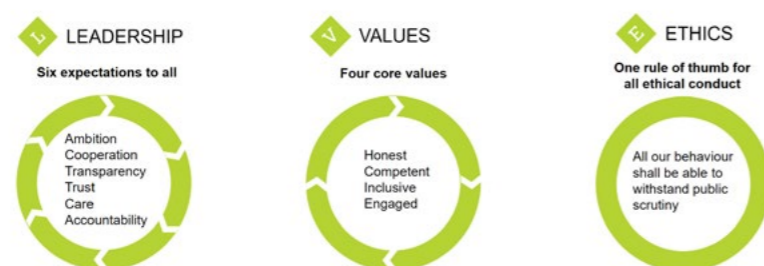 L LEADERSHIP
Six expectations to all
Ambition
Cooperation
Transparency
Trust
Care
Accountability
V VALUES
Four core values
Honest
Competent
Inclusive
Engaged
E ETHICS
One rule of thumb for
all ethical conduct
All our behaviour
shall be able to
withstand public
scrutiny